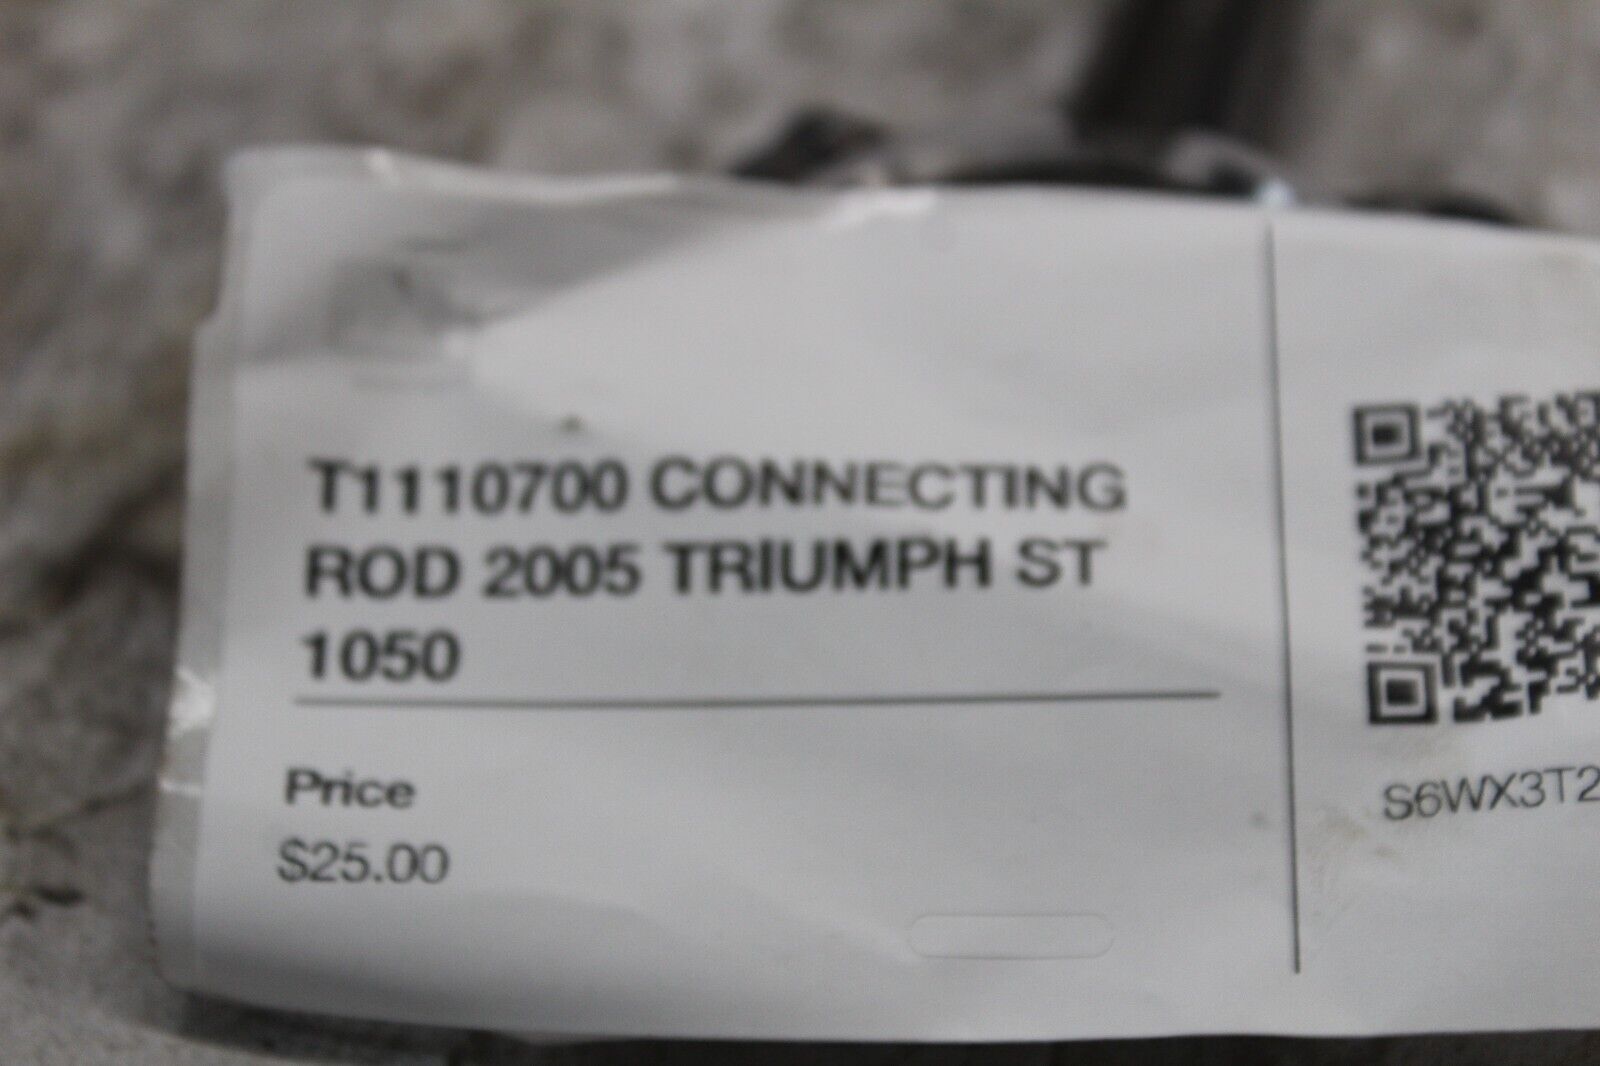 T1110700 CONNECTING
ROD 2005 TRIUMPH ST
1050
Price
$25.00
S6WX3T2